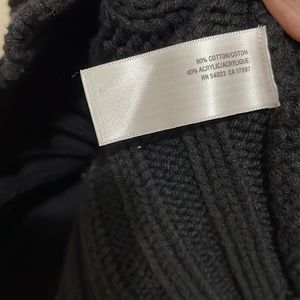 60% COTTON/COTON
40% ACRYLIC/ACRYLIQUE
RN 54023 CA 17897